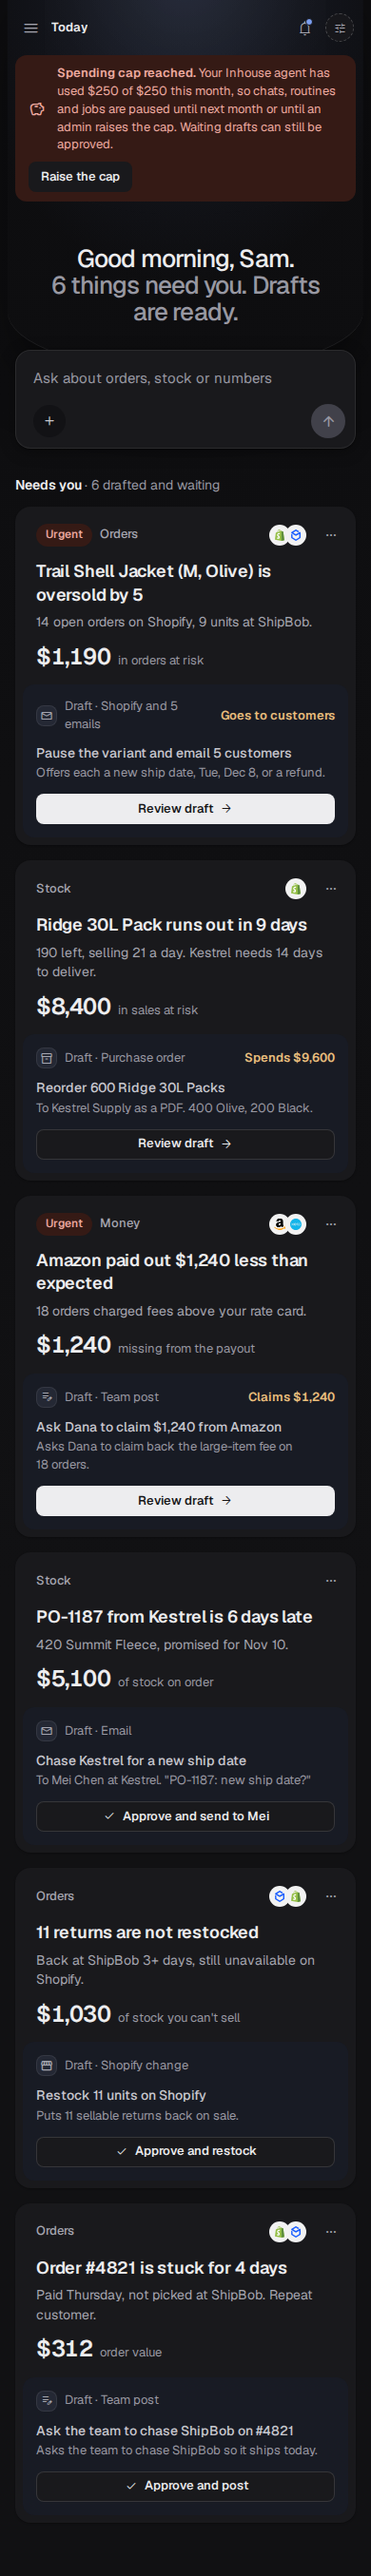 Today
Spending cap reached. Your Inhouse agent has
used $250 of $250 this month, so chats, routines
and jobs are paused until next month or until an
admin raises the cap. Waiting drafts can still be
approved.
Raise the cap
Good morning, Sam.
6 things need you. Drafts
are ready.
Ask about orders, stock or numbers
Needs you · 6 drafted and waiting
Urgent Orders
Trail Shell Jacket (M, Olive) is
oversold by 5
14 open orders on Shopify, 9 units at ShipBob.
$1,190 in orders at risk
Draft · Shopify and 5
emails
Goes to customers
Pause the variant and email 5 customers
Offers each a new ship date, Tue, Dec 8, or a refund.
Review draft →
Stock
Ridge 30L Pack runs out in 9 days
190 left, selling 21 a day. Kestrel needs 14 days
to deliver.
$8,400 in sales at risk
Draft · Purchase order Spends $9,600
Reorder 600 Ridge 30L Packs
To Kestrel Supply as a PDF. 400 Olive, 200 Black.
Review draft →
Urgent Money
Amazon paid out $1,240 less than
expected
18 orders charged fees above your rate card.
$1,240 missing from the payout
Draft · Team post Claims $1,240
Ask Dana to claim $1,240 from Amazon
Asks Dana to claim back the large-item fee on
18 orders.
Review draft →
Stock
PO-1187 from Kestrel is 6 days late
420 Summit Fleece, promised for Nov 10.
$5,100 of stock on order
Draft · Email
Chase Kestrel for a new ship date
To Mei Chen at Kestrel. "PO-1187: new ship date?"
Approve and send to Mei
Orders
11 returns are not restocked
Back at ShipBob 3+ days, still unavailable on
Shopify.
$1,030 of stock you can't sell
Draft · Shopify change
Restock 11 units on Shopify
Puts 11 sellable returns back on sale.
Approve and restock
Orders
Order #4821 is stuck for 4 days
Paid Thursday, not picked at ShipBob. Repeat
customer.
$312 order value
Draft · Team post
Ask the team to chase ShipBob on #4821
Asks the team to chase ShipBob so it ships today.
Approve and post